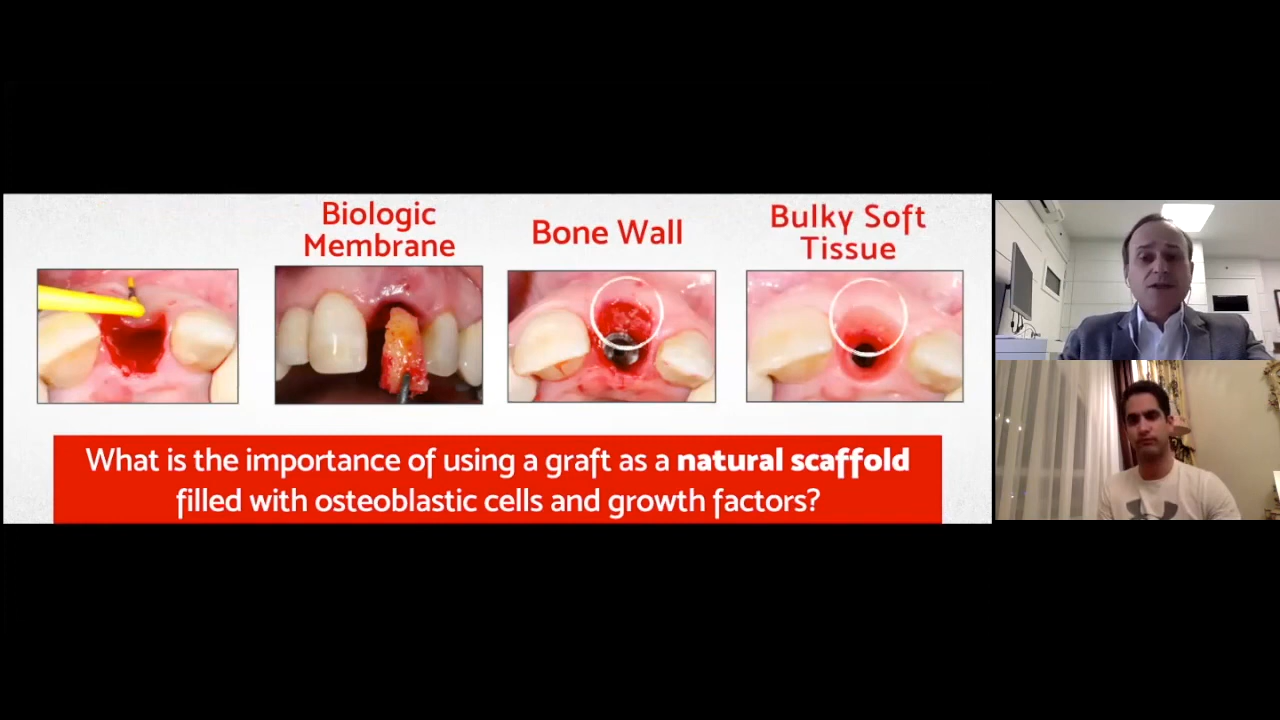 Biologic
Membrane
Bone Wall
Bulky Soft
Tissue
What is the importance of using a graft as a natural scaffold
filled with osteoblastic cells and growth factors?